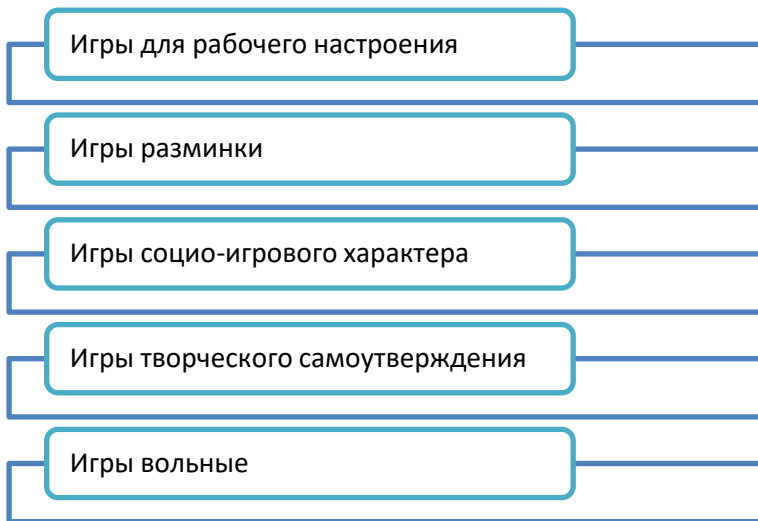 Игры для рабочего настроения
Игры разминки
Игры социо-игрового характера
Игры творческого самоутверждения
Игры вольные